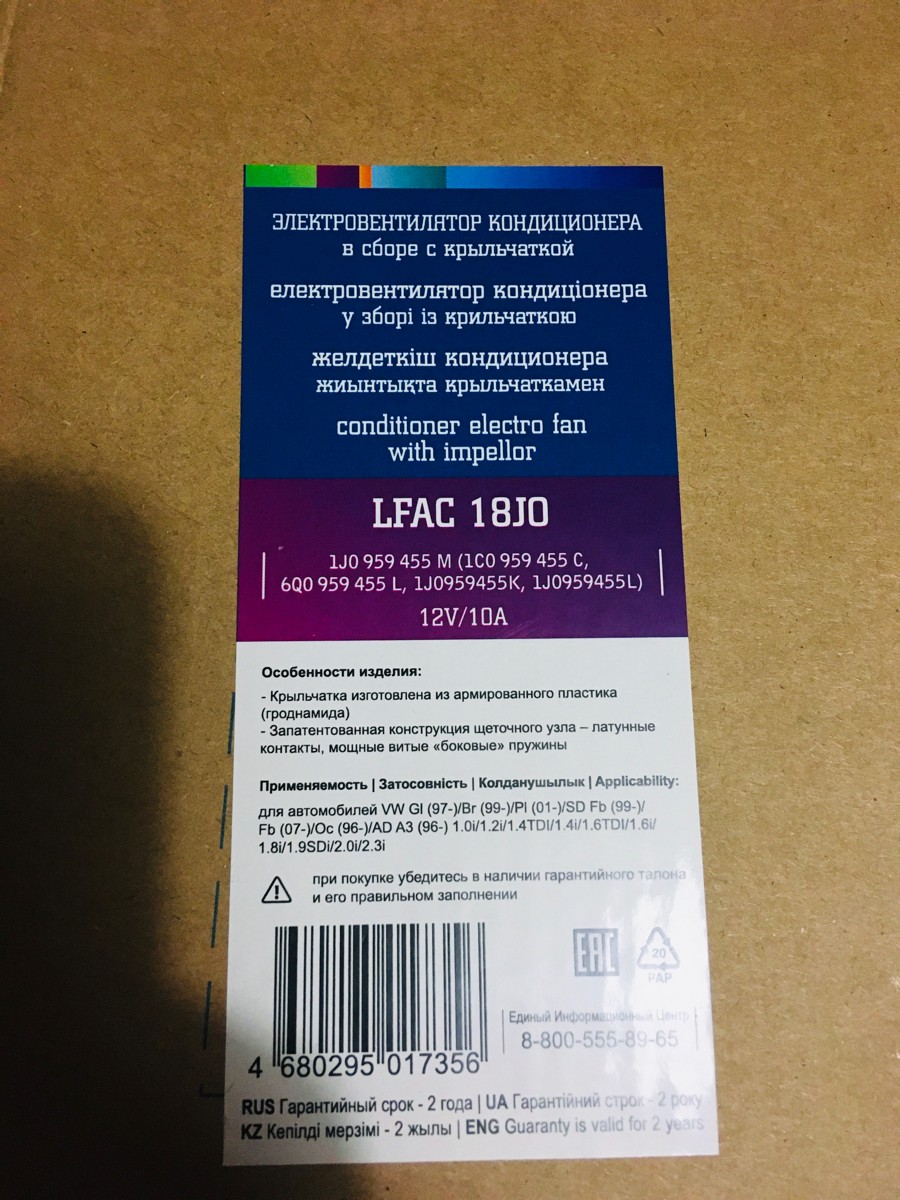 ЭЛЕКТРОВЕНТИЛЯТОР КОНДИЦИОНЕРА
в сборе с крыльчаткой
електровентилятор кондиціонера
у зборі із крильчаткою
желдеткіш кондиционера
жиынтықта крыльчаткамен
conditioner electro fan
with impellor
LFAC 18J0
1J0 959 455 M (1C0 959 455 C,
6Q0 959 455 L, 1J0959455K, 1J0959455L)
12V/10A
Особенности изделия:
- Крыльчатка изготовлена из армированного пластика
(гроднамида)
- Запатентованная конструкция щеточного узла – латунные
контакты, мощные витые «боковые» пружины
Применяемость | Затосовність | Колданушылык | Applicability:
для автомобилей VW Gl (97-)/Br (99-)/Pl (01-)/SD Fb (99-)/
Fb (07-)/Oc (96-)/AD A3 (96-) 1.0i/1.2i/1.4TDI/1.4i/1.6TDI/1.6i/
1.8i/1.9SDi/2.0i/2.3i
при покупке убедитесь в наличии гарантийного талона
и его правильном заполнении
EAC
20
PAP
Единый Информационный Центр
8-800-555-89-65
4 680295 017356
RUS Гарантийный срок - 2 года | UA Гарантійний строк - 2 року
KZ Кепілді мерзімі - 2 жылы | ENG Guaranty is valid for 2 years